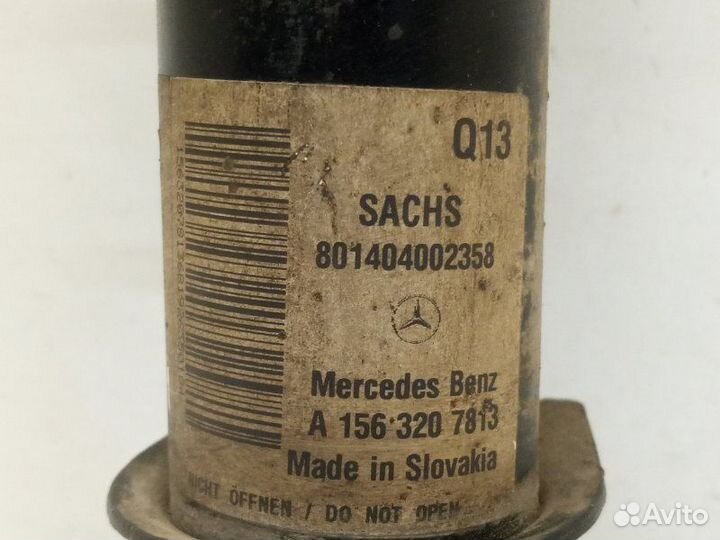 Q13
SACHS
801404002358
Mercedes Benz
A 156 320 7813
Made in Slovakia
NICHT ÖFFNEN / DO NOT OPEN
Avito